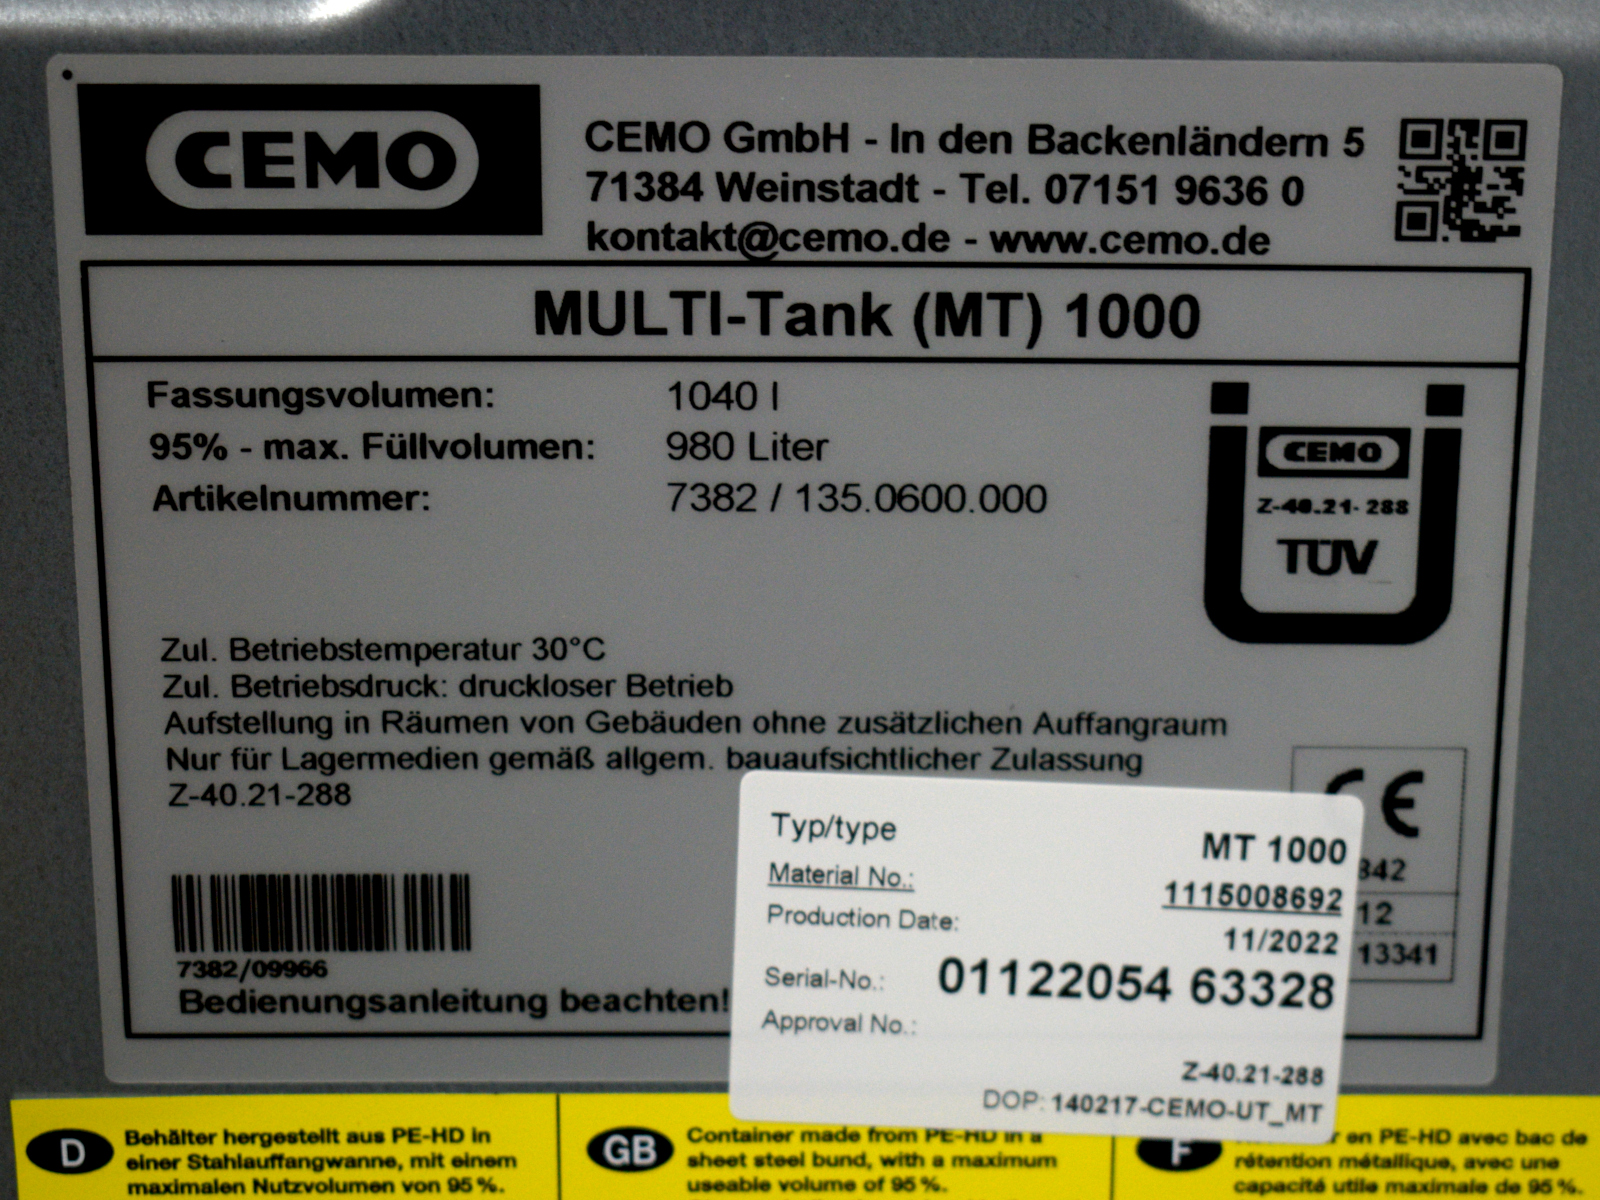 CEMO
CEMO GmbH - In den Backenländern 5
71384 Weinstadt - Tel. 07151 9636 0
kontakt@cemo.de - www.cemo.de
MULTI-Tank (MT) 1000
Fassungsvolumen: 1040 l
95% - max. Füllvolumen: 980 Liter
Artikelnummer: 7382 / 135.0600.000
CEMO
Z-40.21-288
TÜV
Zul. Betriebstemperatur 30°C
Zul. Betriebsdruck: druckloser Betrieb
Aufstellung in Räumen von Gebäuden ohne zusätzlichen Auffangraum
Nur für Lagermedien gemäß allgem. bauaufsichtlicher Zulassung
Z-40.21-288
7382/09966
Bedienungsanleitung beachten!
CE
342
12
13341
Typ/type MT 1000
Material No.: 1115008692
Production Date: 11/2022
Serial-No.: 01122054 63328
Approval No.:
Z-40.21-288
DOP: 140217-CEMO-UT_MT
D
Behälter hergestellt aus PE-HD in
einer Stahlauffangwanne, mit einem
maximalen Nutzvolumen von 95 %.
GB
Container made from PE-HD in a
sheet steel bund, with a maximum
useable volume of 95 %.
F
en PE-HD avec bac de
rétention métallique, avec une
capacité utile maximale de 95 %.